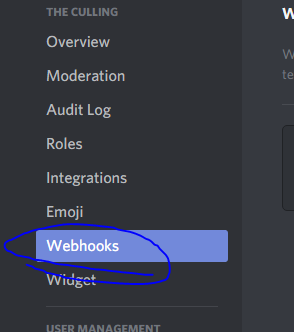 THE CULLING
Overview
Moderation
Audit Log
Roles
Integrations
Emoji
Webhooks
Widget
USER MANAGEMENT